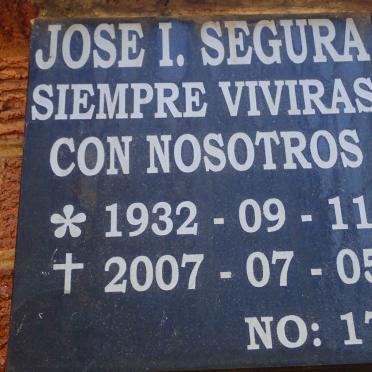 JOSE I. SEGURA
SIEMPRE VIVIRAS
CON NOSOTROS
* 1932 - 09 - 11
† 2007 - 07 - 05
NO: 17